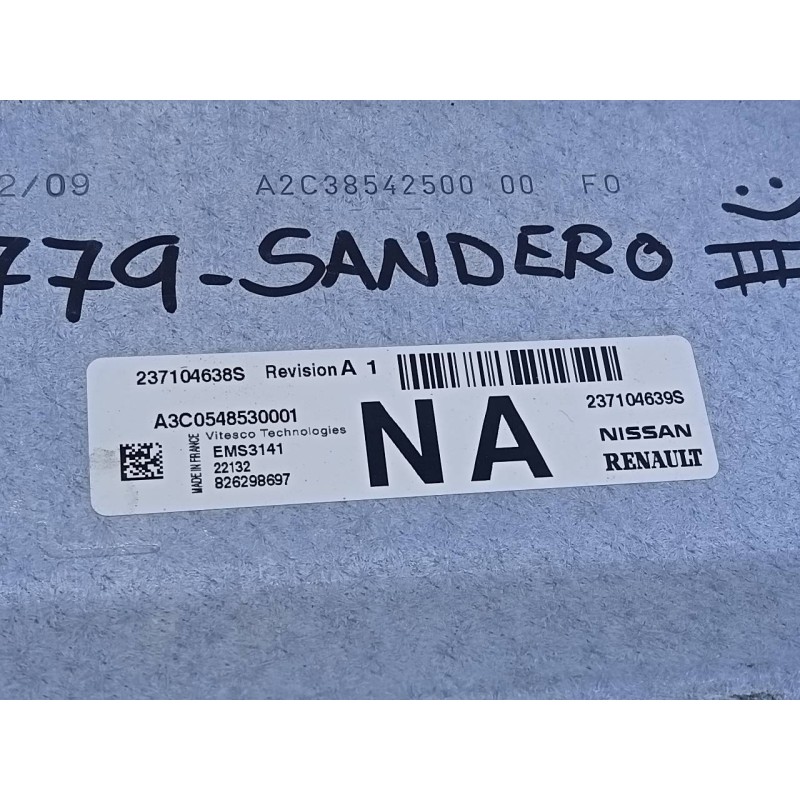 2/09 A2C38542500 00 F0
779-SANDERO III
237104638S Revision A 1
A3C0548530001 237104639S
Vitesco Technologies
MADE IN FRANCE
EMS3141
22132
826298697
NA
NISSAN
RENAULT